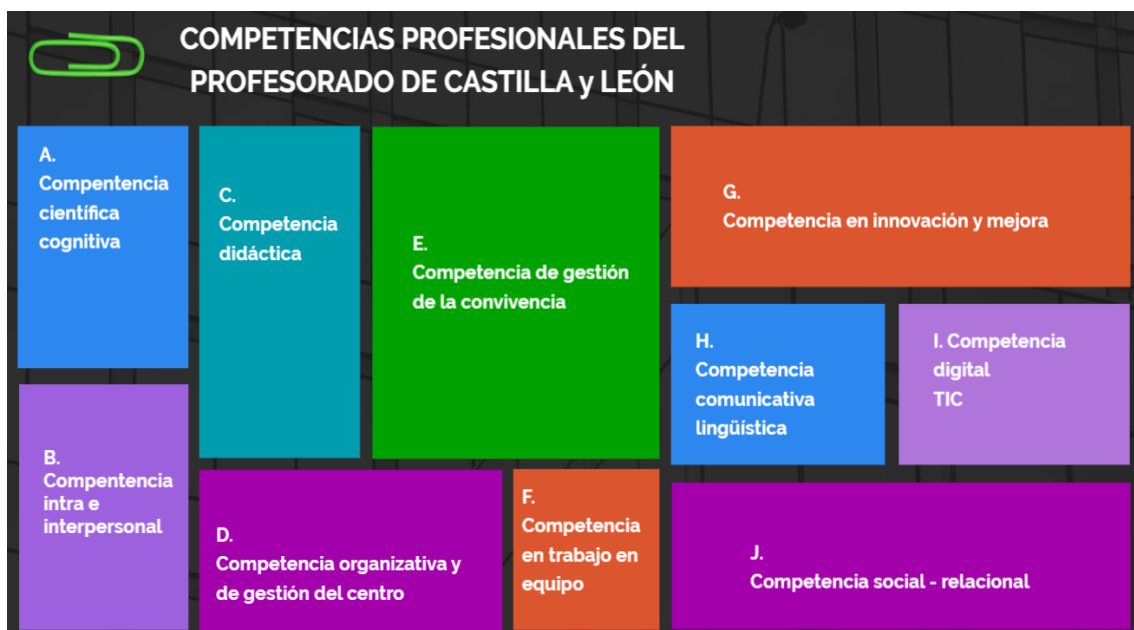 COMPETENCIAS PROFESIONALES DEL
PROFESORADO DE CASTILLA y LEÓN
A.
Compentencia
científica
cognitiva
B.
Compentencia
intra e
interpersonal
C.
Competencia
didáctica
D.
Competencia organizativa y
de gestión del centro
E.
Competencia de gestión
de la convivencia
F.
Competencia
en trabajo en
equipo
G.
Competencia en innovación y mejora
H.
Competencia
comunicativa
lingüística
I. Competencia
digital
TIC
J.
Competencia social - relacional